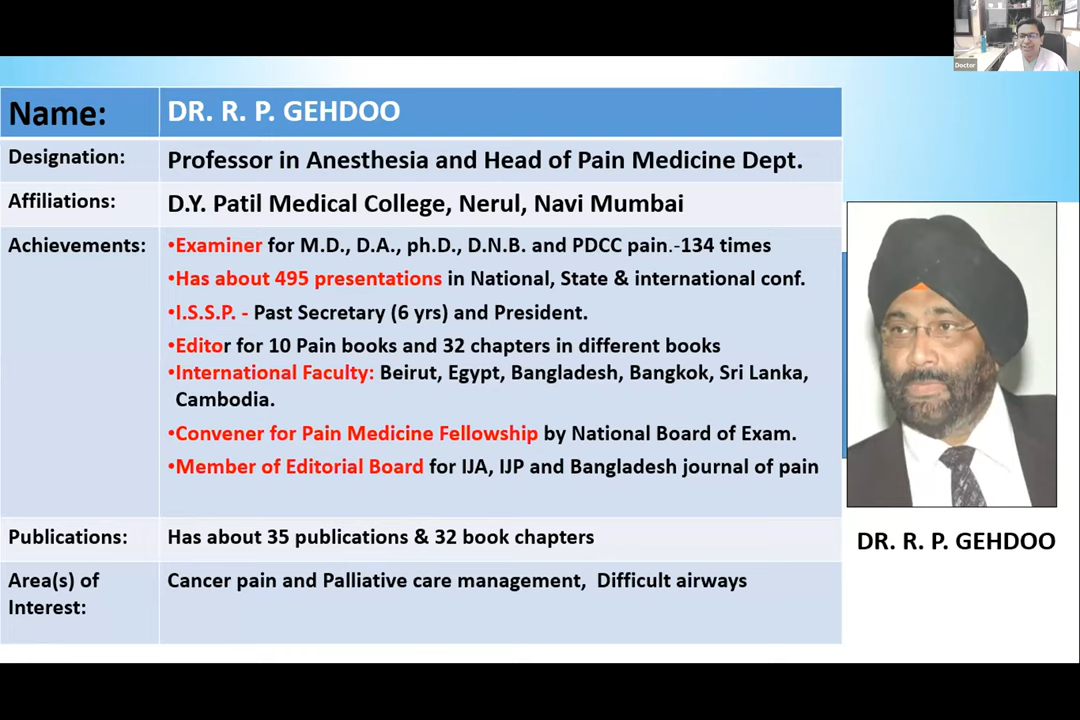 Doctor
Name: DR. R. P. GEHDOO
Designation: Professor in Anesthesia and Head of Pain Medicine Dept.
Affiliations: D.Y. Patil Medical College, Nerul, Navi Mumbai
Achievements: •Examiner for M.D., D.A., ph.D., D.N.B. and PDCC pain.-134 times
•Has about 495 presentations in National, State & international conf.
•I.S.S.P. - Past Secretary (6 yrs) and President.
•Editor for 10 Pain books and 32 chapters in different books
•International Faculty: Beirut, Egypt, Bangladesh, Bangkok, Sri Lanka,
Cambodia.
•Convener for Pain Medicine Fellowship by National Board of Exam.
•Member of Editorial Board for IJA, IJP and Bangladesh journal of pain
Publications: Has about 35 publications & 32 book chapters
Area(s) of Cancer pain and Palliative care management, Difficult airways
Interest:
DR. R. P. GEHDOO